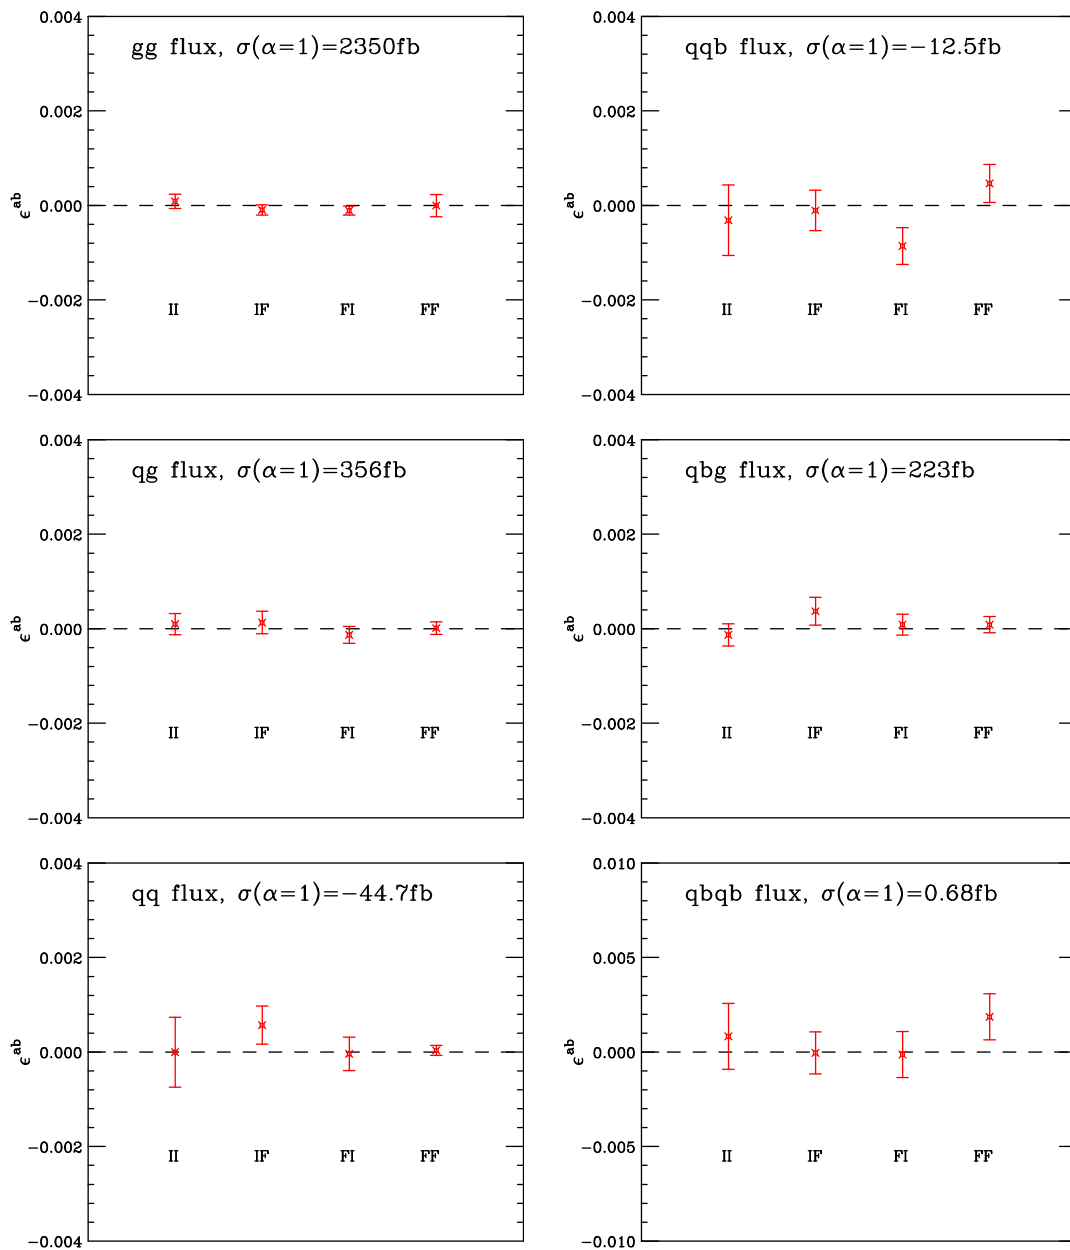 gg flux, σ(α=1)=2350fb
0.004
0.002
0.000
−0.002
−0.004
ϵ^ab
II IF FI FF
qqb flux, σ(α=1)=−12.5fb
0.004
0.002
0.000
−0.002
−0.004
ϵ^ab
II IF FI FF
qg flux, σ(α=1)=356fb
0.004
0.002
0.000
−0.002
−0.004
ϵ^ab
II IF FI FF
qbg flux, σ(α=1)=223fb
0.004
0.002
0.000
−0.002
−0.004
ϵ^ab
II IF FI FF
qq flux, σ(α=1)=−44.7fb
0.004
0.002
0.000
−0.002
−0.004
ϵ^ab
II IF FI FF
qbqb flux, σ(α=1)=0.68fb
0.010
0.005
0.000
−0.005
−0.010
ϵ^ab
II IF FI FF